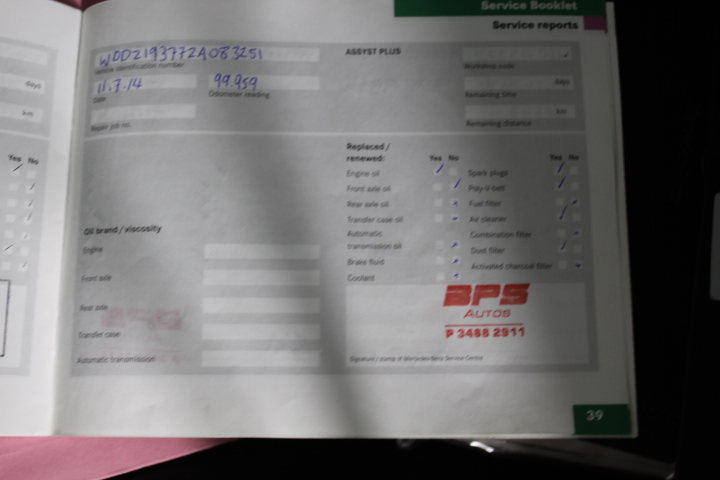 Service Booklet
Service reports
WDD2193772A083251
Vehicle identification number
11.7.14
99.959
Date
Odometer reading
Repair job no.
ASSYST PLUS
Workshop code
days
Remaining time
km
Remaining distance
days
km
Yes No
Replaced /
renewed:
Yes No
Engine oil
Front axle oil
Rear axle oil
Transfer case oil
Automatic
transmission oil
Brake fluid
Coolant
Yes No
Spark plugs
Poly-V-belt
Fuel filter
Air cleaner
Combination filter
Dust filter
Activated charcoal filter
Oil brand / viscosity
Engine
Front axle
Rear axle
Transfer case
Automatic transmission
BPS
AUTOS
P 3488 2911
Signature / stamp of Mercedes-Benz Service Centre
39